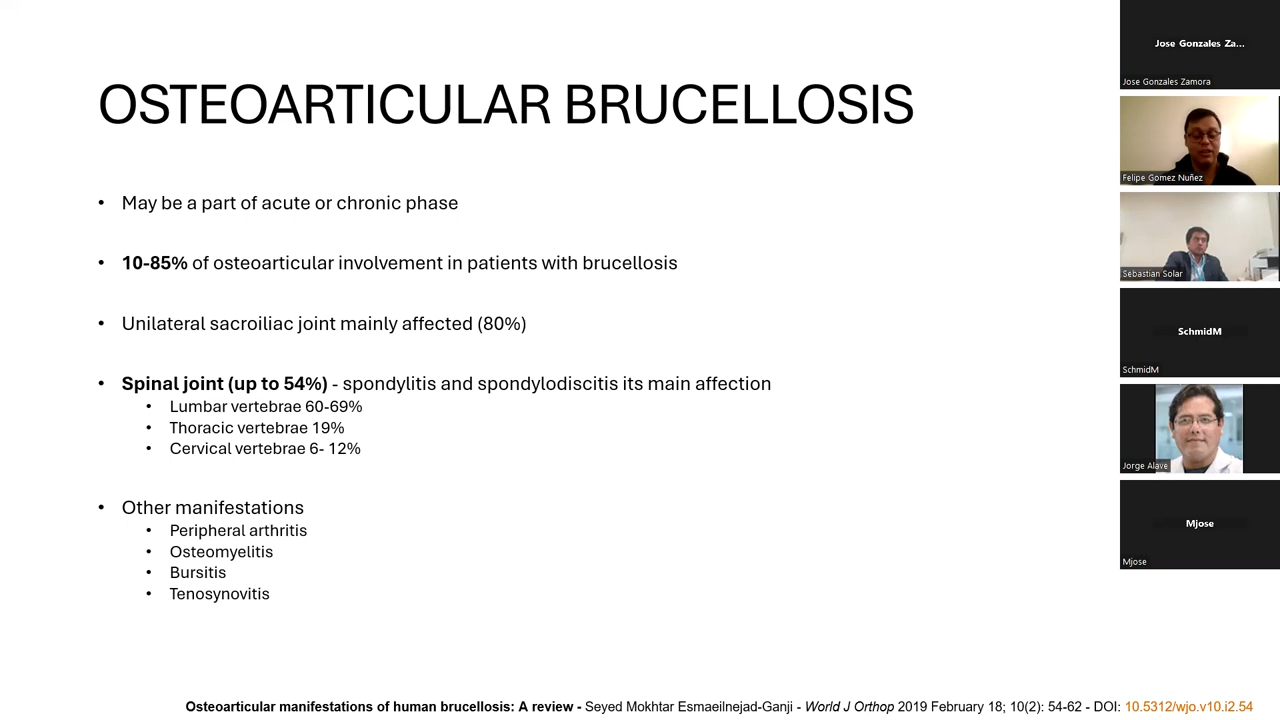 OSTEOARTICULAR BRUCELLOSIS
• May be a part of acute or chronic phase
• 10-85% of osteoarticular involvement in patients with brucellosis
• Unilateral sacroiliac joint mainly affected (80%)
• Spinal joint (up to 54%) - spondylitis and spondylodiscitis its main affection
• Lumbar vertebrae 60-69%
• Thoracic vertebrae 19%
• Cervical vertebrae 6- 12%
• Other manifestations
• Peripheral arthritis
• Osteomyelitis
• Bursitis
• Tenosynovitis
Osteoarticular manifestations of human brucellosis: A review - Seyed Mokhtar Esmaeilnejad-Ganji - World J Orthop 2019 February 18; 10(2): 54-62 - DOI: 10.5312/wjo.v10.i2.54
Jose Gonzales Za...
Jose Gonzales Zamora
Felipe Gomez Nuñez
Sebastian Solar
SchmidM
SchmidM
Jorge Alave
Mjose
Mjose